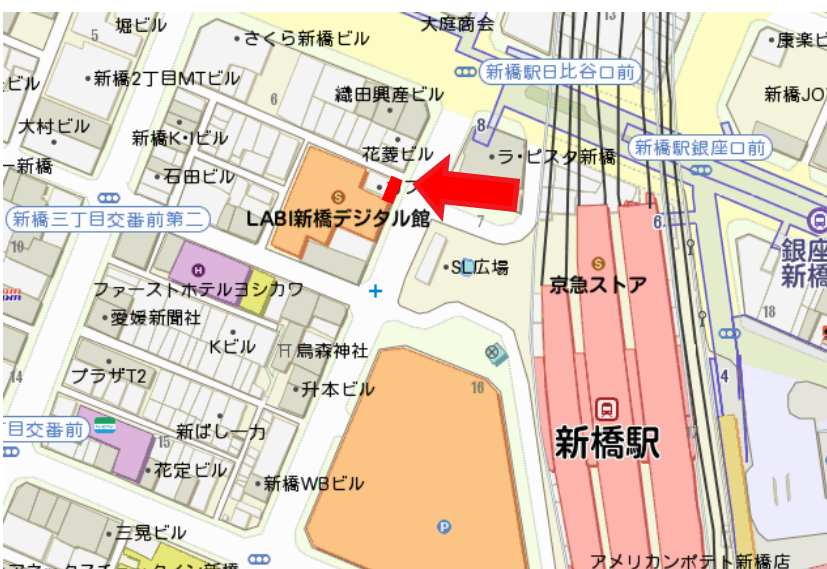 堀ビル
大庭商会
13
5
さくら新橋ビル
康楽ビ
ビル
新橋2丁目MTビル
新橋駅日比谷口前
6
織田興産ビル
新橋JO
大村ビル
8
新橋K・Iビル
花菱ビル
ラ・ピスタ新橋
新橋駅銀座口前
一新橋
石田ビル
S
新橋三丁目交番前第二
LABI新橋デジタル館
7
6
10
銀座
新橋
H
SL広場
S
京急ストア
ファーストホテルヨシカワ
18
愛媛新聞社
Kビル
烏森神社
プラザT2
14
升本ビル
16
4
目交番前
新ばし一力
新橋駅
15
花定ビル
新橋WBビル
三晃ビル
P
アメリカンポテト新橋店